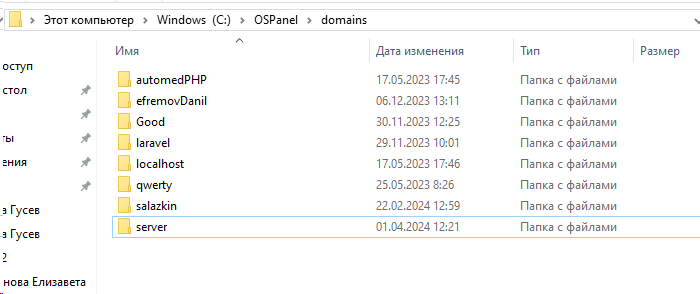 Этот компьютер > Windows (C:) > OSPanel > domains
Имя Дата изменения Тип Размер
оступ
automedPHP 17.05.2023 17:45 Папка с файлами
стол
efremovDanil 06.12.2023 13:11 Папка с файлами
Good 30.11.2023 12:25 Папка с файлами
ты
laravel 29.11.2023 10:01 Папка с файлами
ения
localhost 17.05.2023 17:46 Папка с файлами
qwerty 25.05.2023 8:26 Папка с файлами
а Гусев
salazkin 22.02.2024 12:59 Папка с файлами
а Гусев
server 01.04.2024 12:21 Папка с файлами
2
нова Елизавета